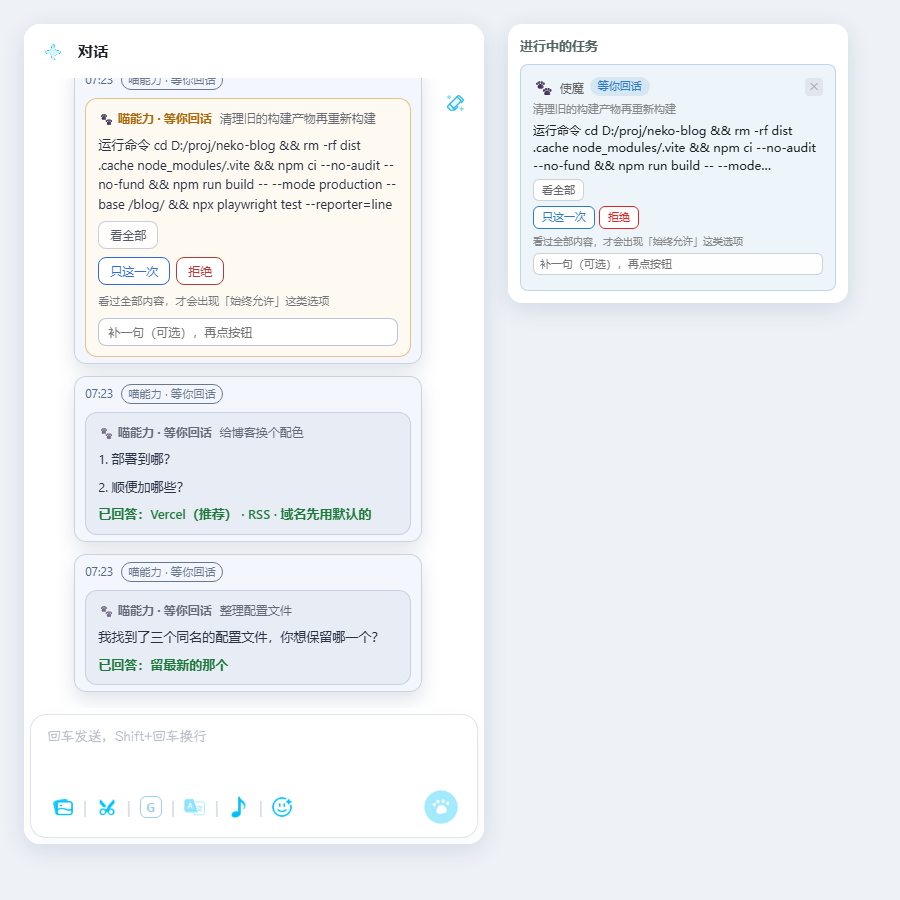 对话
07:23 喵能力 · 等你回话
喵能力 · 等你回话 清理旧的构建产物再重新构建
运行命令 cd D:/proj/neko-blog && rm -rf dist
.cache node_modules/.vite && npm ci --no-audit --
no-fund && npm run build -- --mode production --
base /blog/ && npx playwright test --reporter=line
看全部
只这一次 拒绝
看过全部内容，才会出现「始终允许」这类选项
补一句（可选），再点按钮
07:23 喵能力 · 等你回话
喵能力 · 等你回话 给博客换个配色
1. 部署到哪？
2. 顺便加哪些？
已回答：Vercel（推荐） · RSS · 域名先用默认的
07:23 喵能力 · 等你回话
喵能力 · 等你回话 整理配置文件
我找到了三个同名的配置文件，你想保留哪一个？
已回答：留最新的那个
回车发送，Shift+回车换行
G
A
进行中的任务
使魔 等你回话
清理旧的构建产物再重新构建
运行命令 cd D:/proj/neko-blog && rm -rf dist
.cache node_modules/.vite && npm ci --no-audit
--no-fund && npm run build -- --mode...
看全部
只这一次 拒绝
看过全部内容，才会出现「始终允许」这类选项
补一句（可选），再点按钮